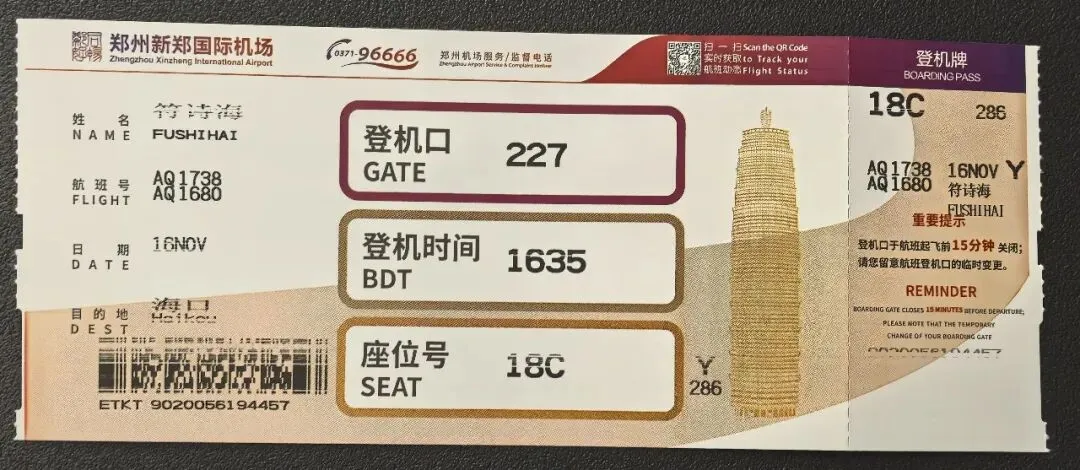 郑州新郑国际机场
Zhengzhou Xinzheng International Airport
0371-96666
郑州机场服务/监督电话
Zhengzhou Airport Service & Complaint Hotline
扫一扫 Scan the QR Code
实时获取 to Track your
航班动态 Flight Status
登机牌
BOARDING PASS
姓名
NAME
符诗海
FUSHIHAI
航班号
FLIGHT
AQ1738
AQ1680
日期
DATE
16NOV
目的地
DEST
海口
Haikou
ETKT 9020056194457
登机口
GATE
227
登机时间
BDT
1635
座位号
SEAT
18C
Y
286
18C 286
AQ1738 16NOV Y
AQ1680 符诗海
FUSHIHAI
重要提示
登机口于航班起飞前15分钟关闭;
请您留意航班登机口的临时变更。
REMINDER
BOARDING GATE CLOSES 15 MINUTES BEFORE DEPARTURE;
PLEASE NOTE THAT THE TEMPORARY
CHANGE OF YOUR BOARDING GATE